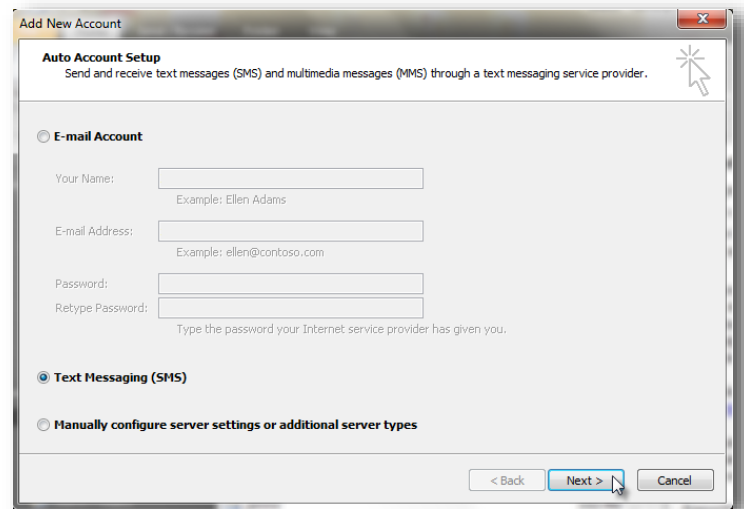 Add New Account
Auto Account Setup
Send and receive text messages (SMS) and multimedia messages (MMS) through a text messaging service provider.
E-mail Account
Your Name:
Example: Ellen Adams
E-mail Address:
Example: ellen@contoso.com
Password:
Retype Password:
Type the password your Internet service provider has given you.
Text Messaging (SMS)
Manually configure server settings or additional server types
< Back Next > Cancel